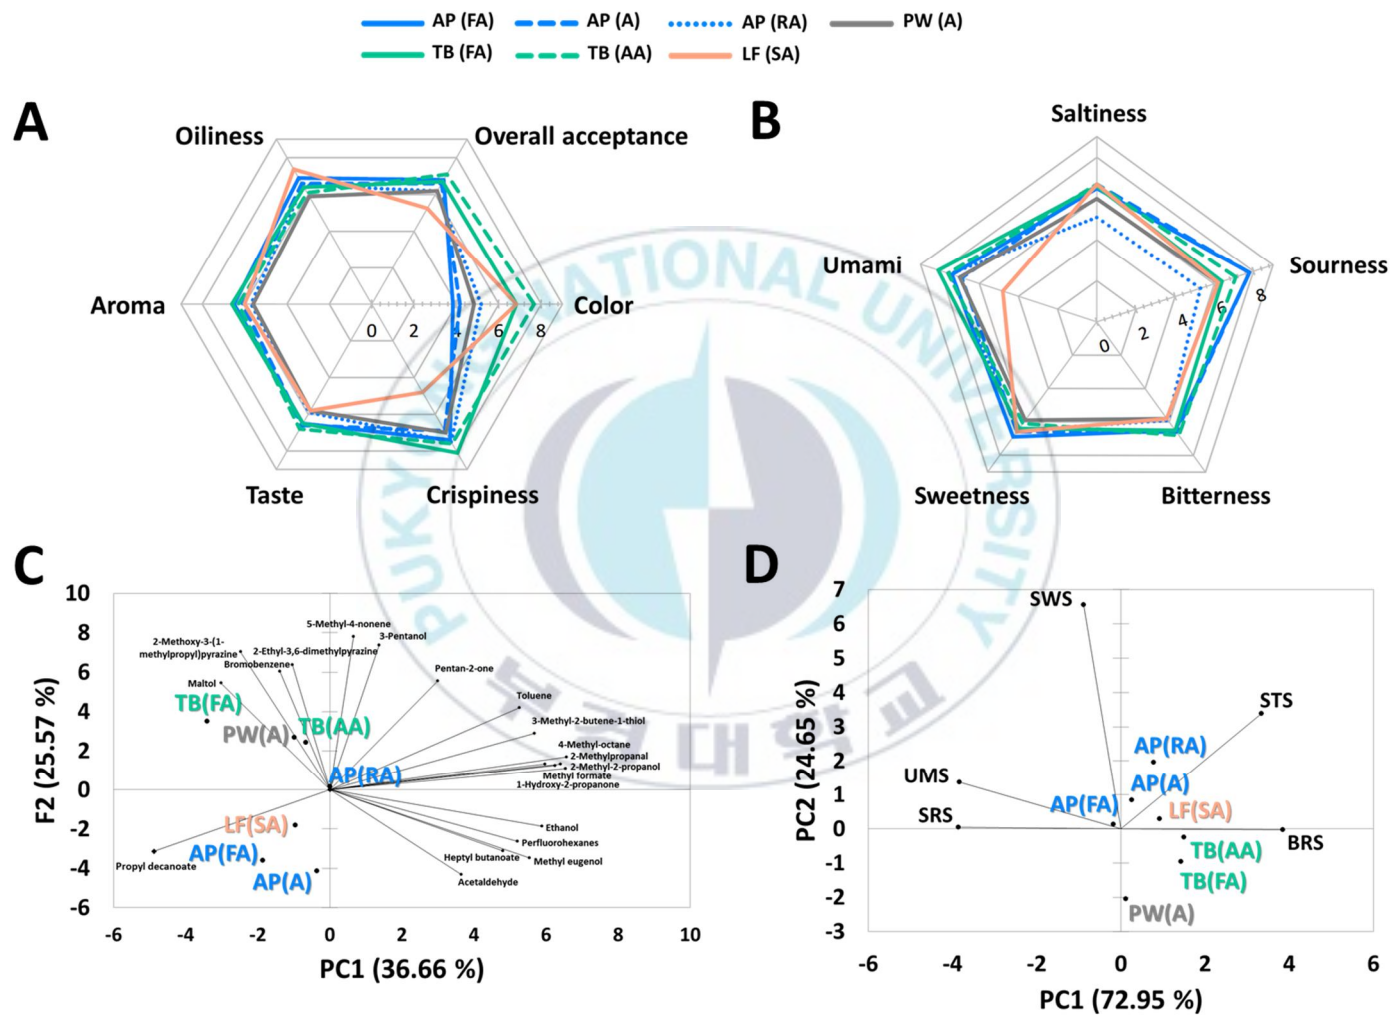 AP (FA)
AP (A)
AP (RA)
PW (A)
TB (FA)
TB (AA)
LF (SA)
A
Oiliness
Overall acceptance
Aroma
Color
0 2 4 6 8
Taste
Crispiness
B
Saltiness
Umami
Sourness
0 2 4 6 8
Sweetness
Bitterness
PUKYONG NATIONAL UNIVERSITY
C
F2 (25.57 %)
10
8
6
4
2
0
-2
-4
-6
5-Methyl-4-nonene
3-Pentanol
2-Methoxy-3-(1-
methylpropyl)pyrazine
2-Ethyl-3,6-dimethylpyrazine
Bromobenzene
Pentan-2-one
Maltol
TB(FA)
Toluene
PW(A)
TB(AA)
3-Methyl-2-butene-1-thiol
4-Methyl-octane
2-Methylpropanal
2-Methyl-2-propanol
AP(RA)
Methyl formate
1-Hydroxy-2-propanone
LF(SA)
Ethanol
Perfluorohexanes
AP(FA)
Heptyl butanoate
Methyl eugenol
Propyl decanoate
AP(A)
Acetaldehyde
-6 -4 -2 0 2 4 6 8 10
PC1 (36.66 %)
D
PC2 (24.65 %)
7
6
5
4
3
2
1
0
-1
-2
-3
SWS
STS
AP(RA)
UMS
AP(A)
AP(FA)
LF(SA)
SRS
BRS
TB(AA)
TB(FA)
PW(A)
-6 -4 -2 0 2 4 6
PC1 (72.95 %)